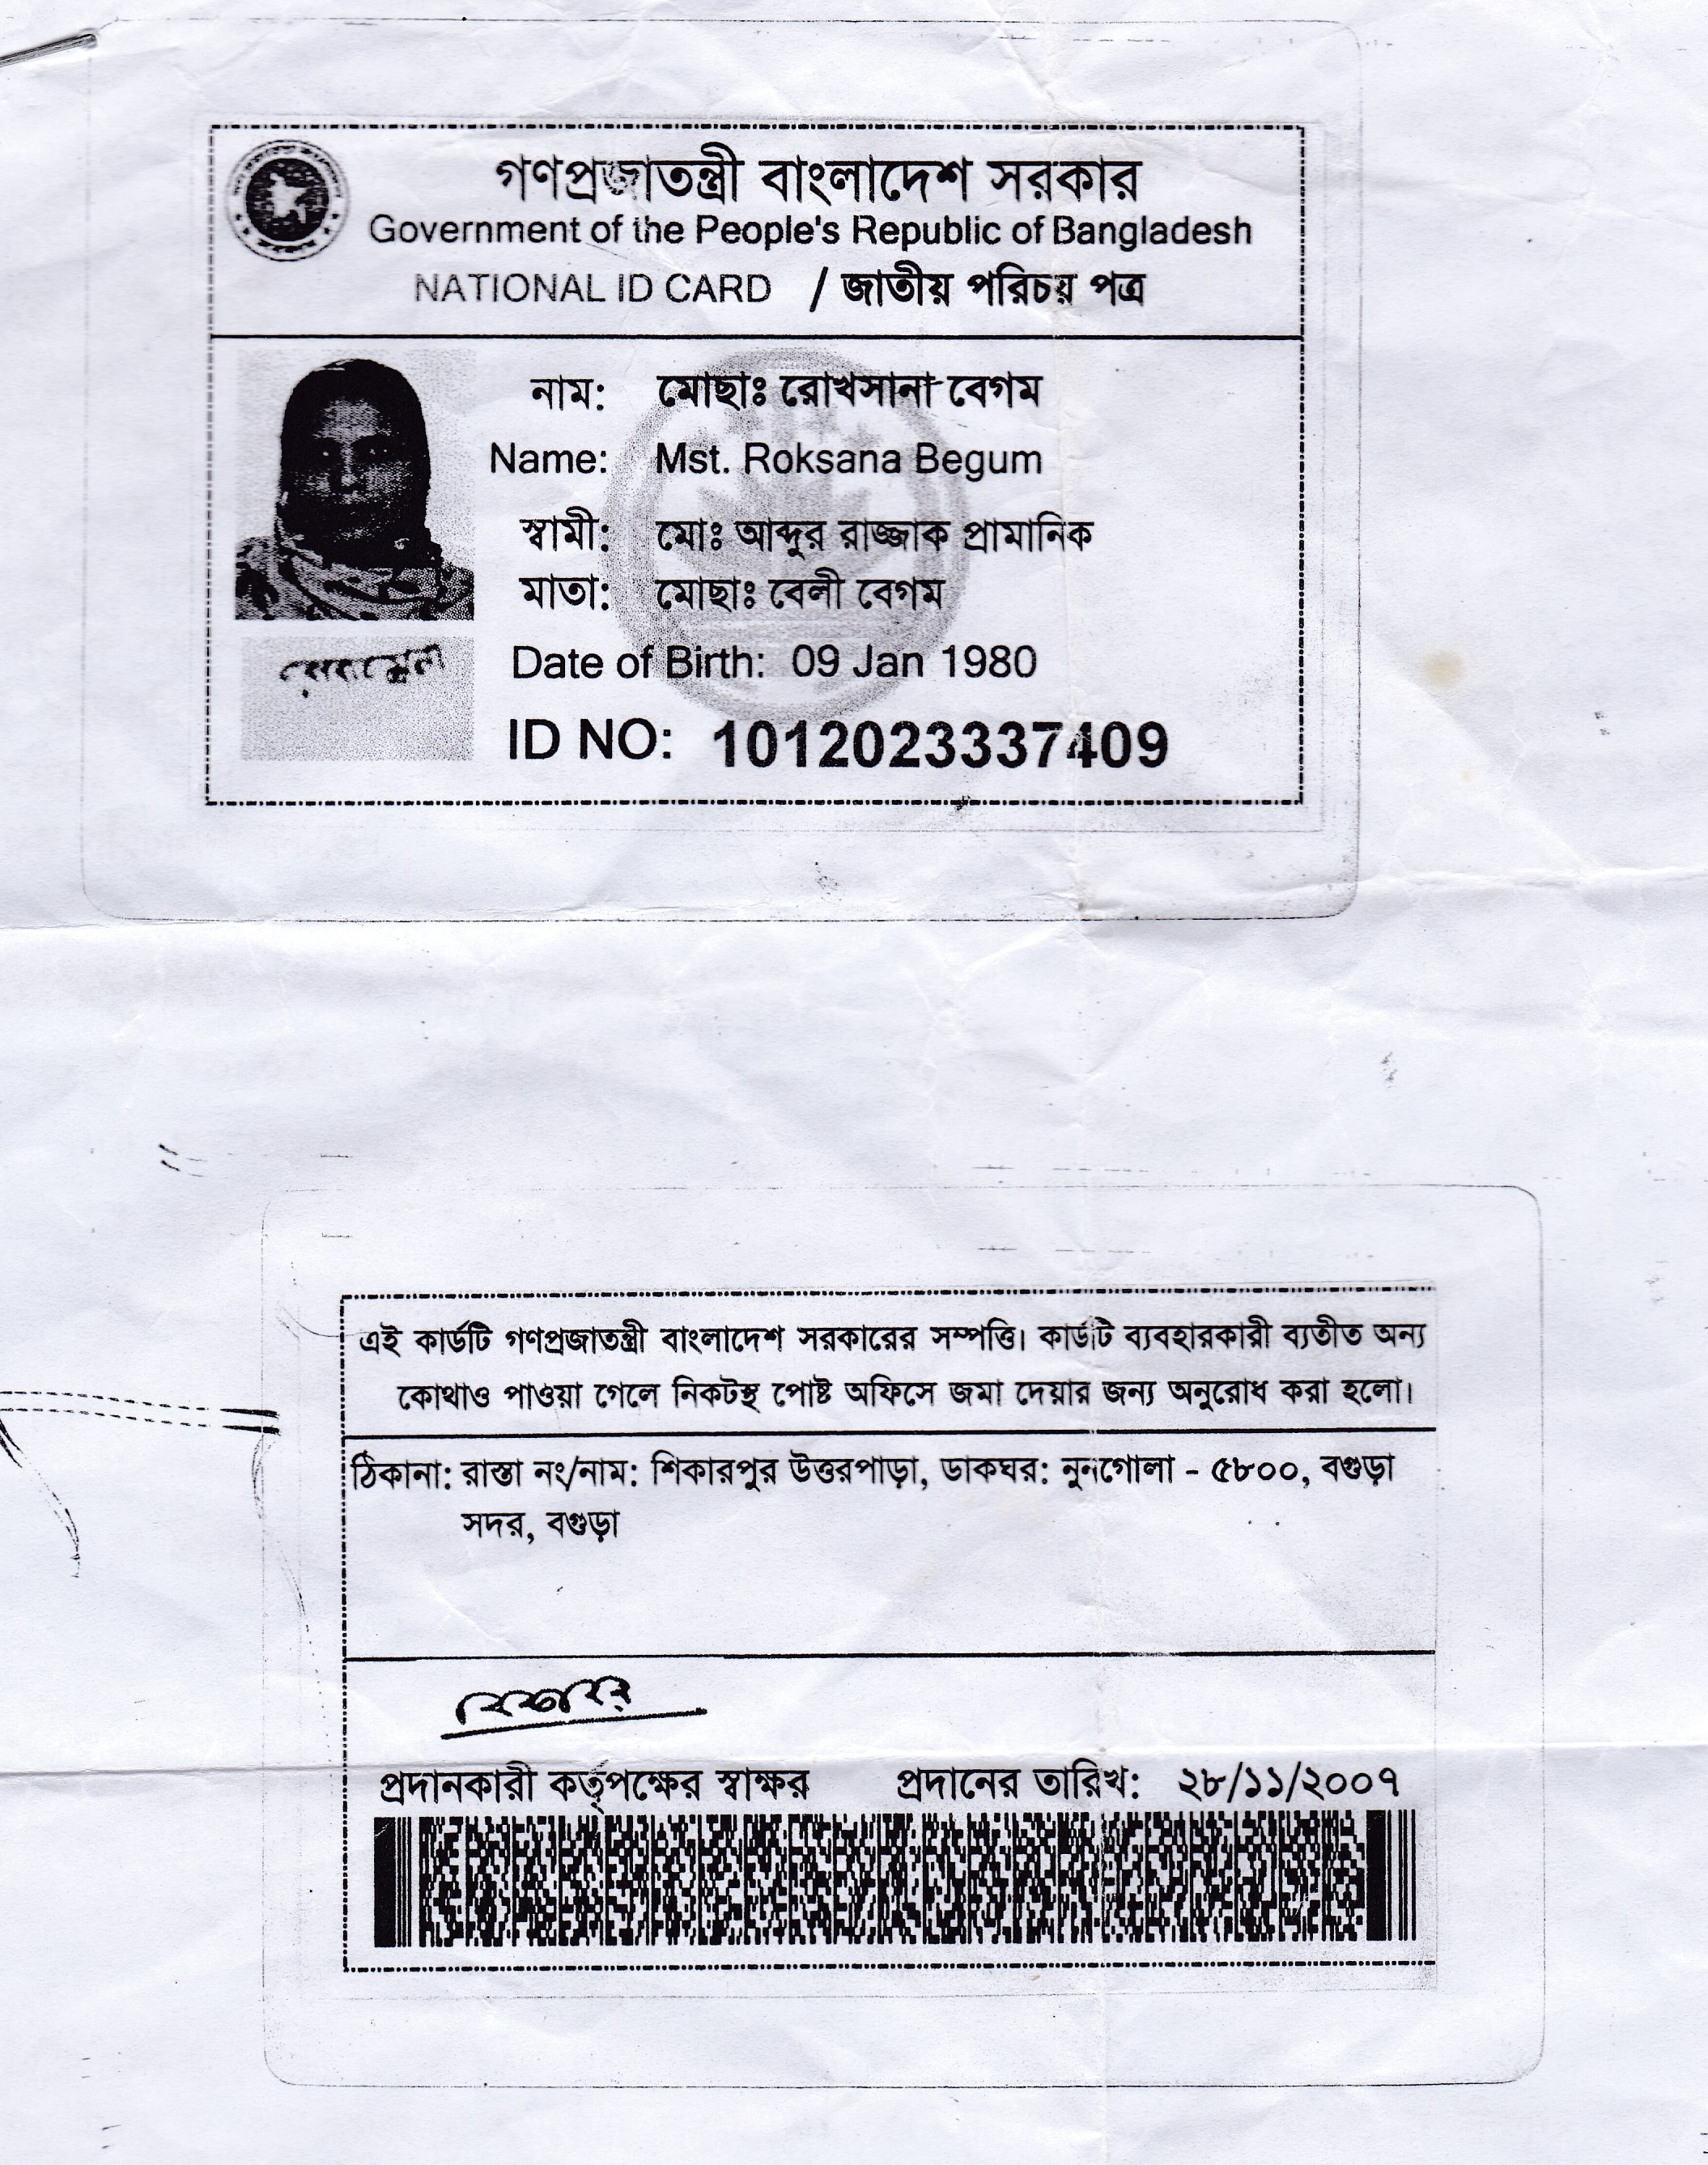 গণপ্রজাতন্ত্রী বাংলাদেশ সরকার
Government of the People's Republic of Bangladesh
NATIONAL ID CARD / জাতীয় পরিচয় পত্র
নাম: মোছাঃ রোখসানা বেগম
Name: Mst. Roksana Begum
স্বামী: মোঃ আব্দুর রাজ্জাক প্রামানিক
মাতা: মোছাঃ বেলী বেগম
Date of Birth: 09 Jan 1980
ID NO: 1012023337409
এই কার্ডটি গণপ্রজাতন্ত্রী বাংলাদেশ সরকারের সম্পত্তি। কার্ডটি ব্যবহারকারী ব্যতীত অন্য
কোথাও পাওয়া গেলে নিকটস্থ পোষ্ট অফিসে জমা দেয়ার জন্য অনুরোধ করা হলো।
ঠিকানা: রাস্তা নং/নাম: শিকারপুর উত্তরপাড়া, ডাকঘর: নুনগোলা - ৫৮০০, বগুড়া
সদর, বগুড়া
প্রদানকারী কর্তৃপক্ষের স্বাক্ষর প্রদানের তারিখ: ২৮/১১/২০০৭